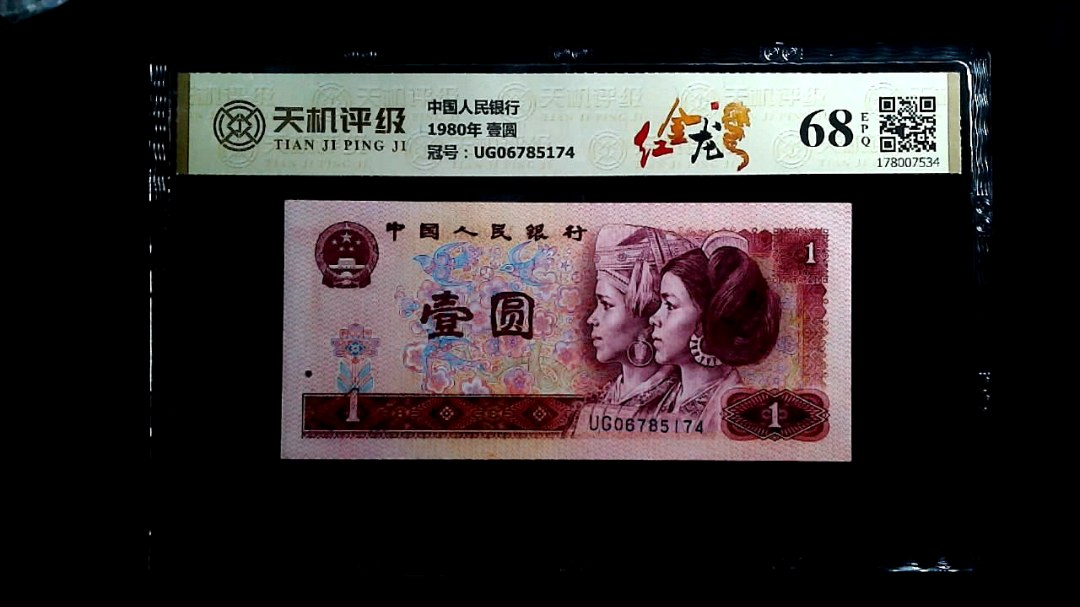 天机评级
TIAN JI PING JI
中国人民银行
1980年 壹圆
冠号：UG06785174
红金龙
68
EPQ
178007534
中国人民银行
1
壹圆
1
UG06785174
1